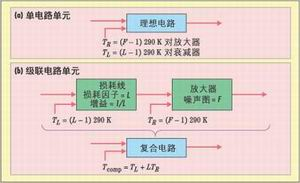 (a) 单电路单元
理想电路
T_R = (F−1) 290 K 对放大器
T_L = (L−1) 290 K 对衰减器
(b) 级联电路单元
损耗线
损耗因子 = L
增益 = 1/L
放大器
噪声图 = F
T_L = (L−1) 290 K
T_R = (F−1) 290 K
复合电路
T_comp = T_L + LT_R